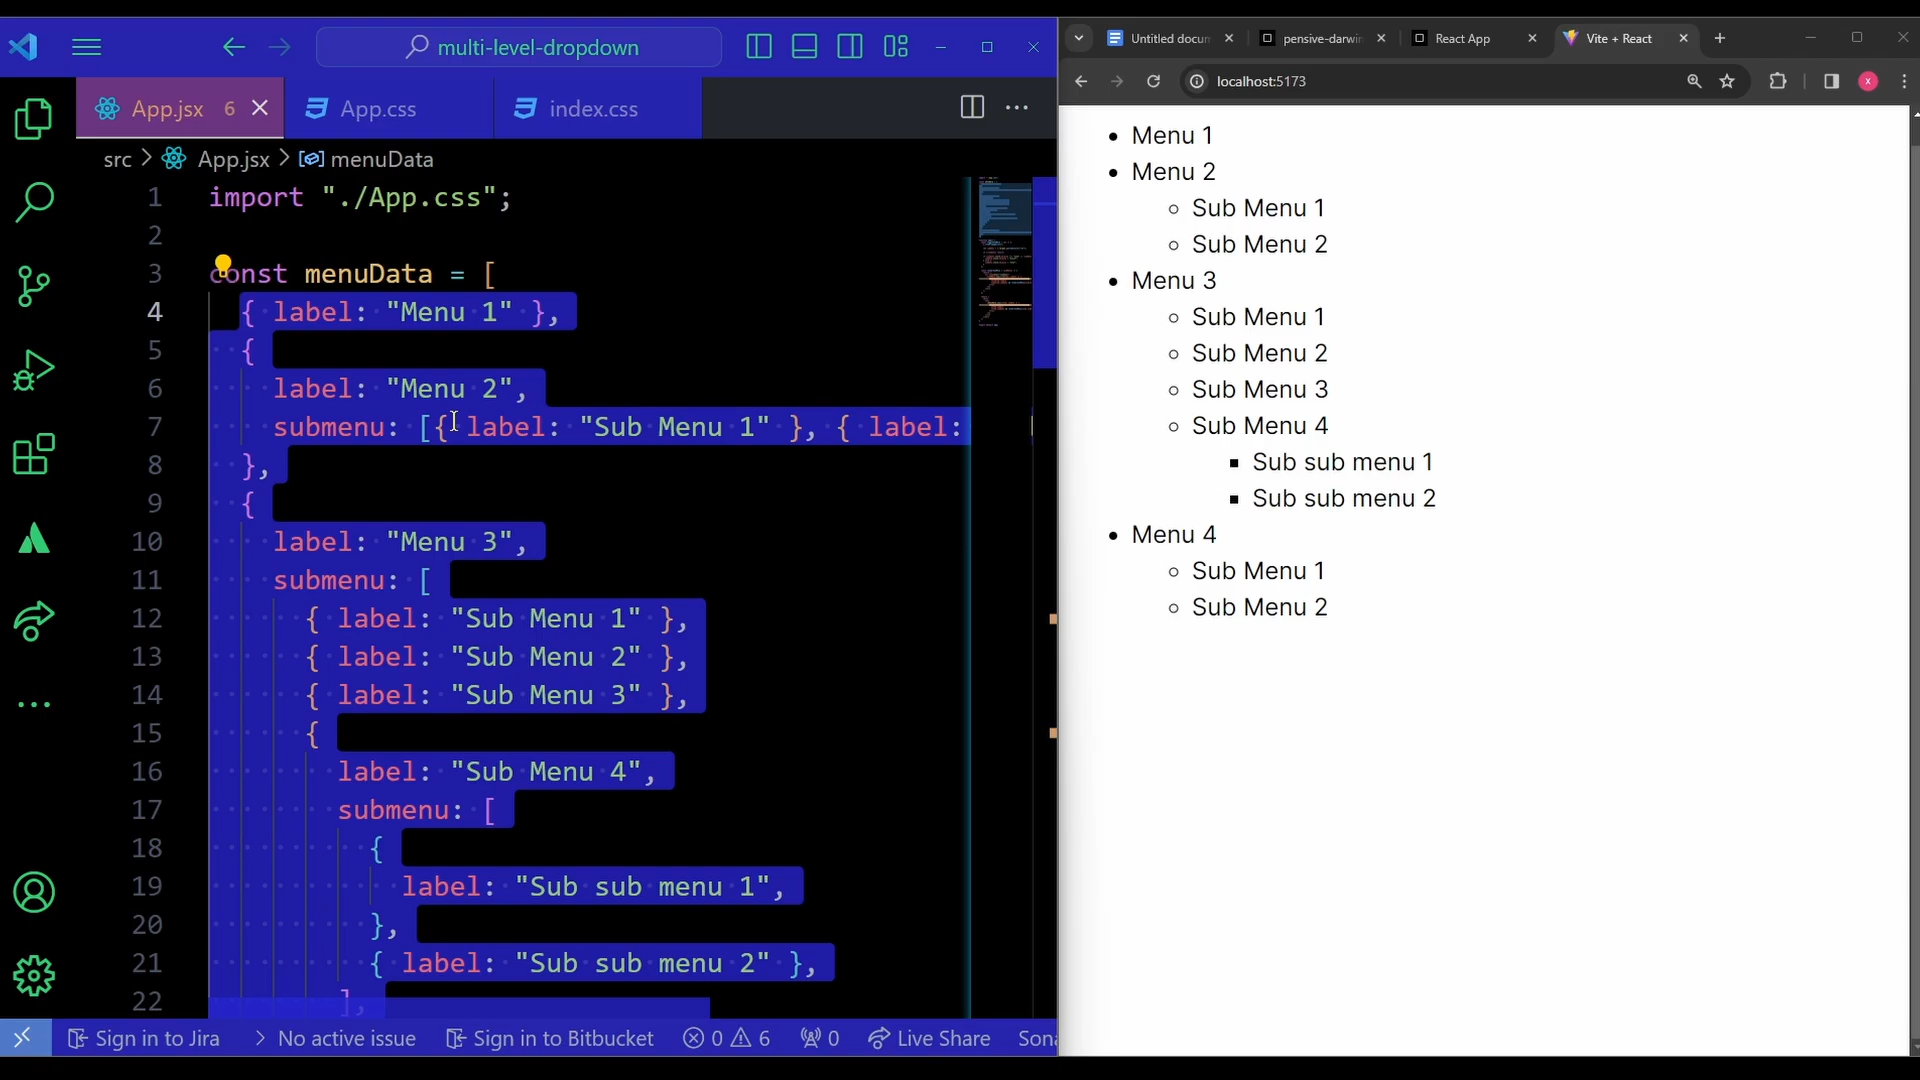 multi-level-dropdown
App.jsx 6
App.css
index.css
src > App.jsx > menuData
1 import "./App.css";
2
3 const menuData = [
4 { label: "Menu 1" },
5 {
6 label: "Menu 2",
7 submenu: [{ label: "Sub Menu 1" }, { label:
8 },
9 {
10 label: "Menu 3",
11 submenu: [
12 { label: "Sub Menu 1" },
13 { label: "Sub Menu 2" },
14 { label: "Sub Menu 3" },
15 {
16 label: "Sub Menu 4",
17 submenu: [
18 {
19 label: "Sub sub menu 1",
20 },
21 { label: "Sub sub menu 2" },
22 ],
Sign in to Jira
No active issue
Sign in to Bitbucket
0 6
0
Live Share
Sona
Untitled docum
pensive-darwin
React App
Vite + React
localhost:5173
X
Menu 1
Menu 2
Sub Menu 1
Sub Menu 2
Menu 3
Sub Menu 1
Sub Menu 2
Sub Menu 3
Sub Menu 4
Sub sub menu 1
Sub sub menu 2
Menu 4
Sub Menu 1
Sub Menu 2